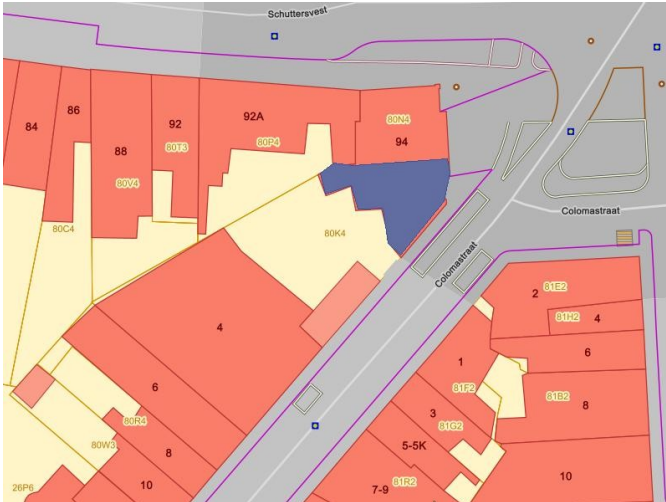 Schuttersvest
84
86
88
92
92A
80N4
94
80T3
80P4
80V4
80C4
80K4
Colomastraat
Colomastraat
2
81E2
81H2
4
4
6
1
6
81F2
81B2
8
3
81G2
80R4
80W3
8
5-5K
10
26P6
7-9
81R2
10